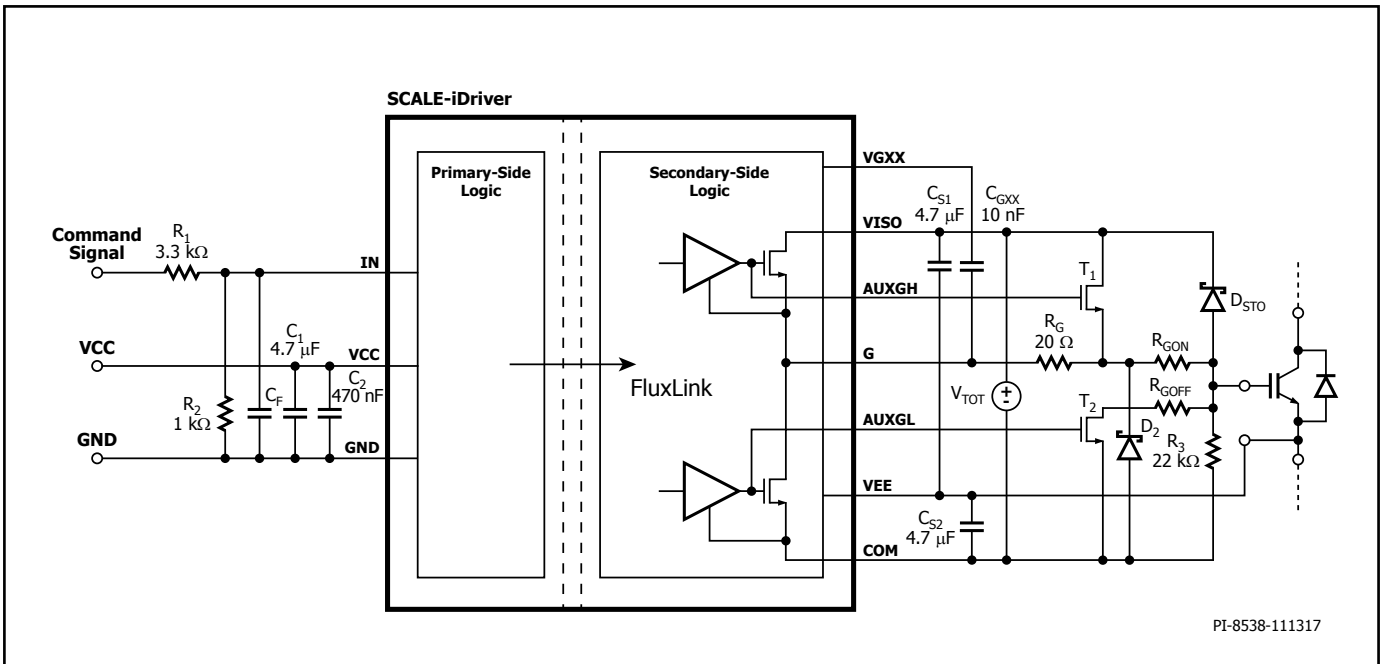 SCALE-iDriver
Primary-Side
Logic
Secondary-Side
Logic
FluxLink
Command
Signal
R1
3.3 kΩ
IN
VCC
C1
4.7 µF
VCC
C2
470 nF
CF
R2
1 kΩ
GND
GND
VGXX
CS1
4.7 µF
CGXX
10 nF
VISO
AUXGH
T1
DSTO
RG
20 Ω
G
RGON
VTOT
RGOFF
T2
AUXGL
D2
R3
22 kΩ
VEE
CS2
4.7 µF
COM
PI-8538-111317